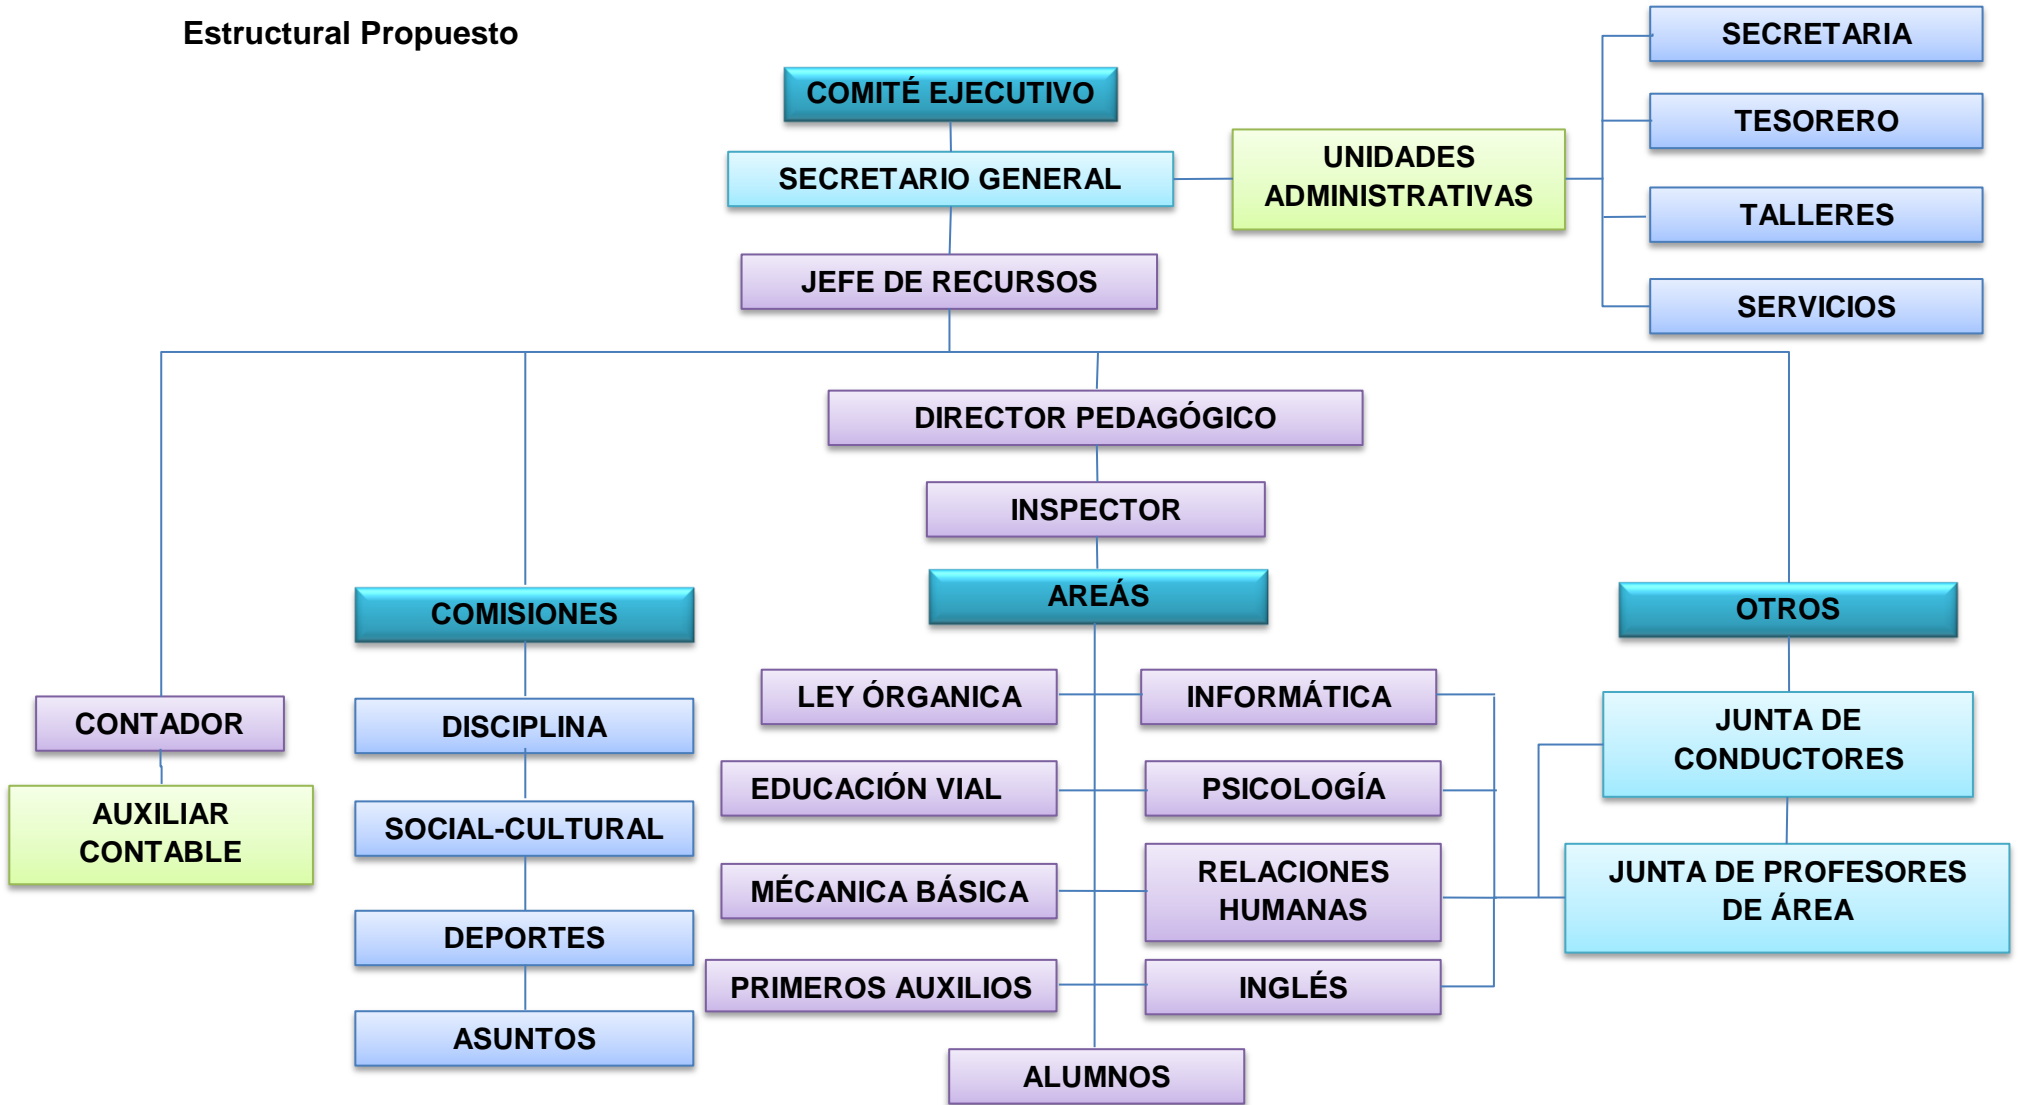 Estructural Propuesto
SECRETARIA
COMITÉ EJECUTIVO
TESORERO
UNIDADES
ADMINISTRATIVAS
SECRETARIO GENERAL
TALLERES
JEFE DE RECURSOS
SERVICIOS
DIRECTOR PEDAGÓGICO
INSPECTOR
AREÁS
COMISIONES
OTROS
LEY ÓRGANICA
INFORMÁTICA
CONTADOR
DISCIPLINA
JUNTA DE
CONDUCTORES
EDUCACIÓN VIAL
PSICOLOGÍA
AUXILIAR
CONTABLE
SOCIAL-CULTURAL
MÉCANICA BÁSICA
RELACIONES
HUMANAS
JUNTA DE PROFESORES
DE ÁREA
DEPORTES
PRIMEROS AUXILIOS
INGLÉS
ASUNTOS
ALUMNOS